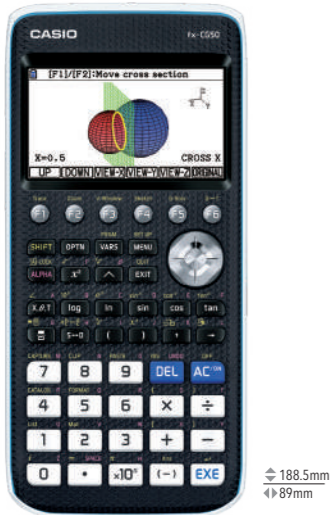 CASIO fx-CG50
[F1]/[F2]:Move cross section
X=0.5 CROSS X
UP DOWN VIEW-X VIEW-Y VIEW-Z ORIGINAL
F1 F2 F3 F4 F5 F6
SHIFT OPTN VARS MENU
ALPHA x² ^ EXIT
X,θ,T log ln sin cos tan
S↔D ( ) , →
7 8 9 DEL AC/ON
4 5 6 × ÷
1 2 3 + −
0 • ×10ˣ (−) EXE
188.5mm
89mm